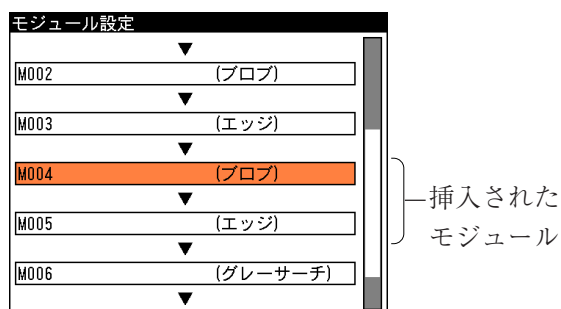 モジュール設定
▼
M002 (ブロブ)
▼
M003 (エッジ)
▼
M004 (ブロブ)
▼
M005 (エッジ)
▼
M006 (グレーサーチ)
▼
挿入された
モジュール